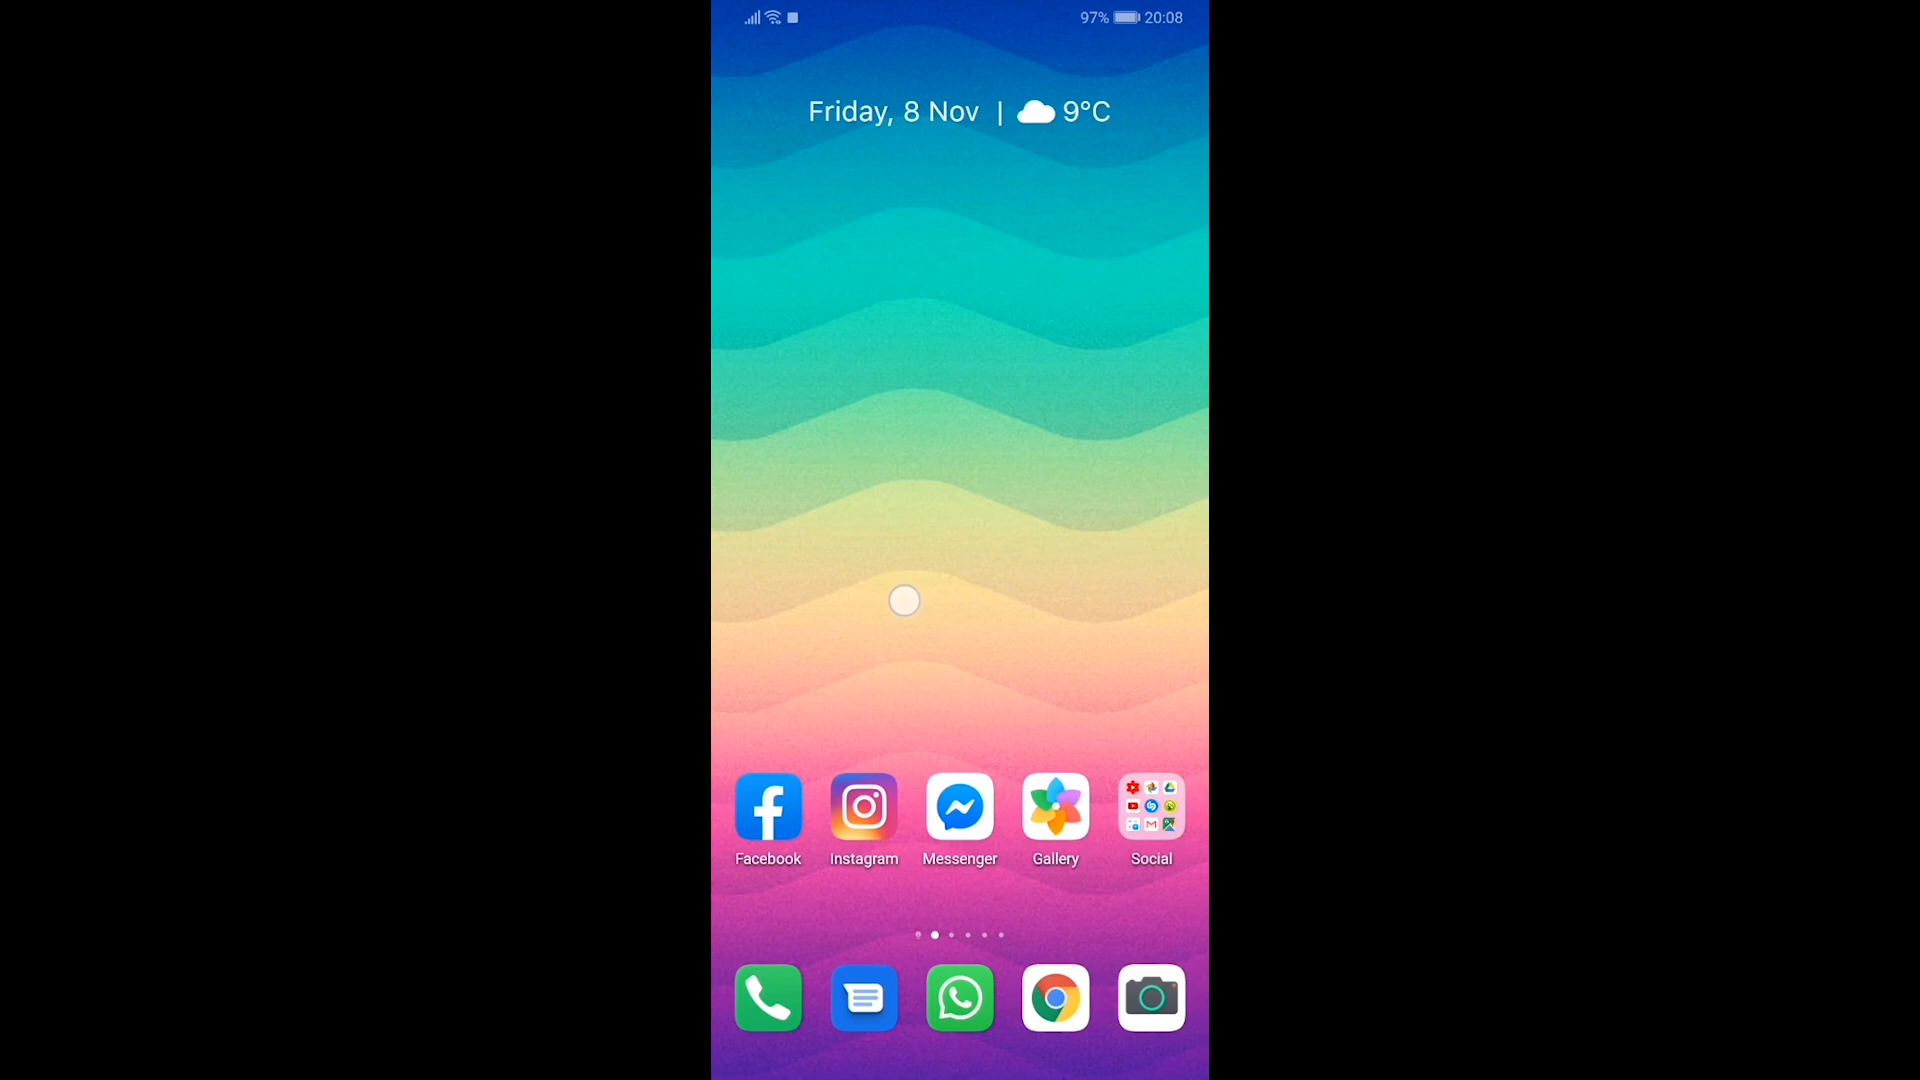 97% 20:08
Friday, 8 Nov | 9°C
Facebook Instagram Messenger Gallery Social